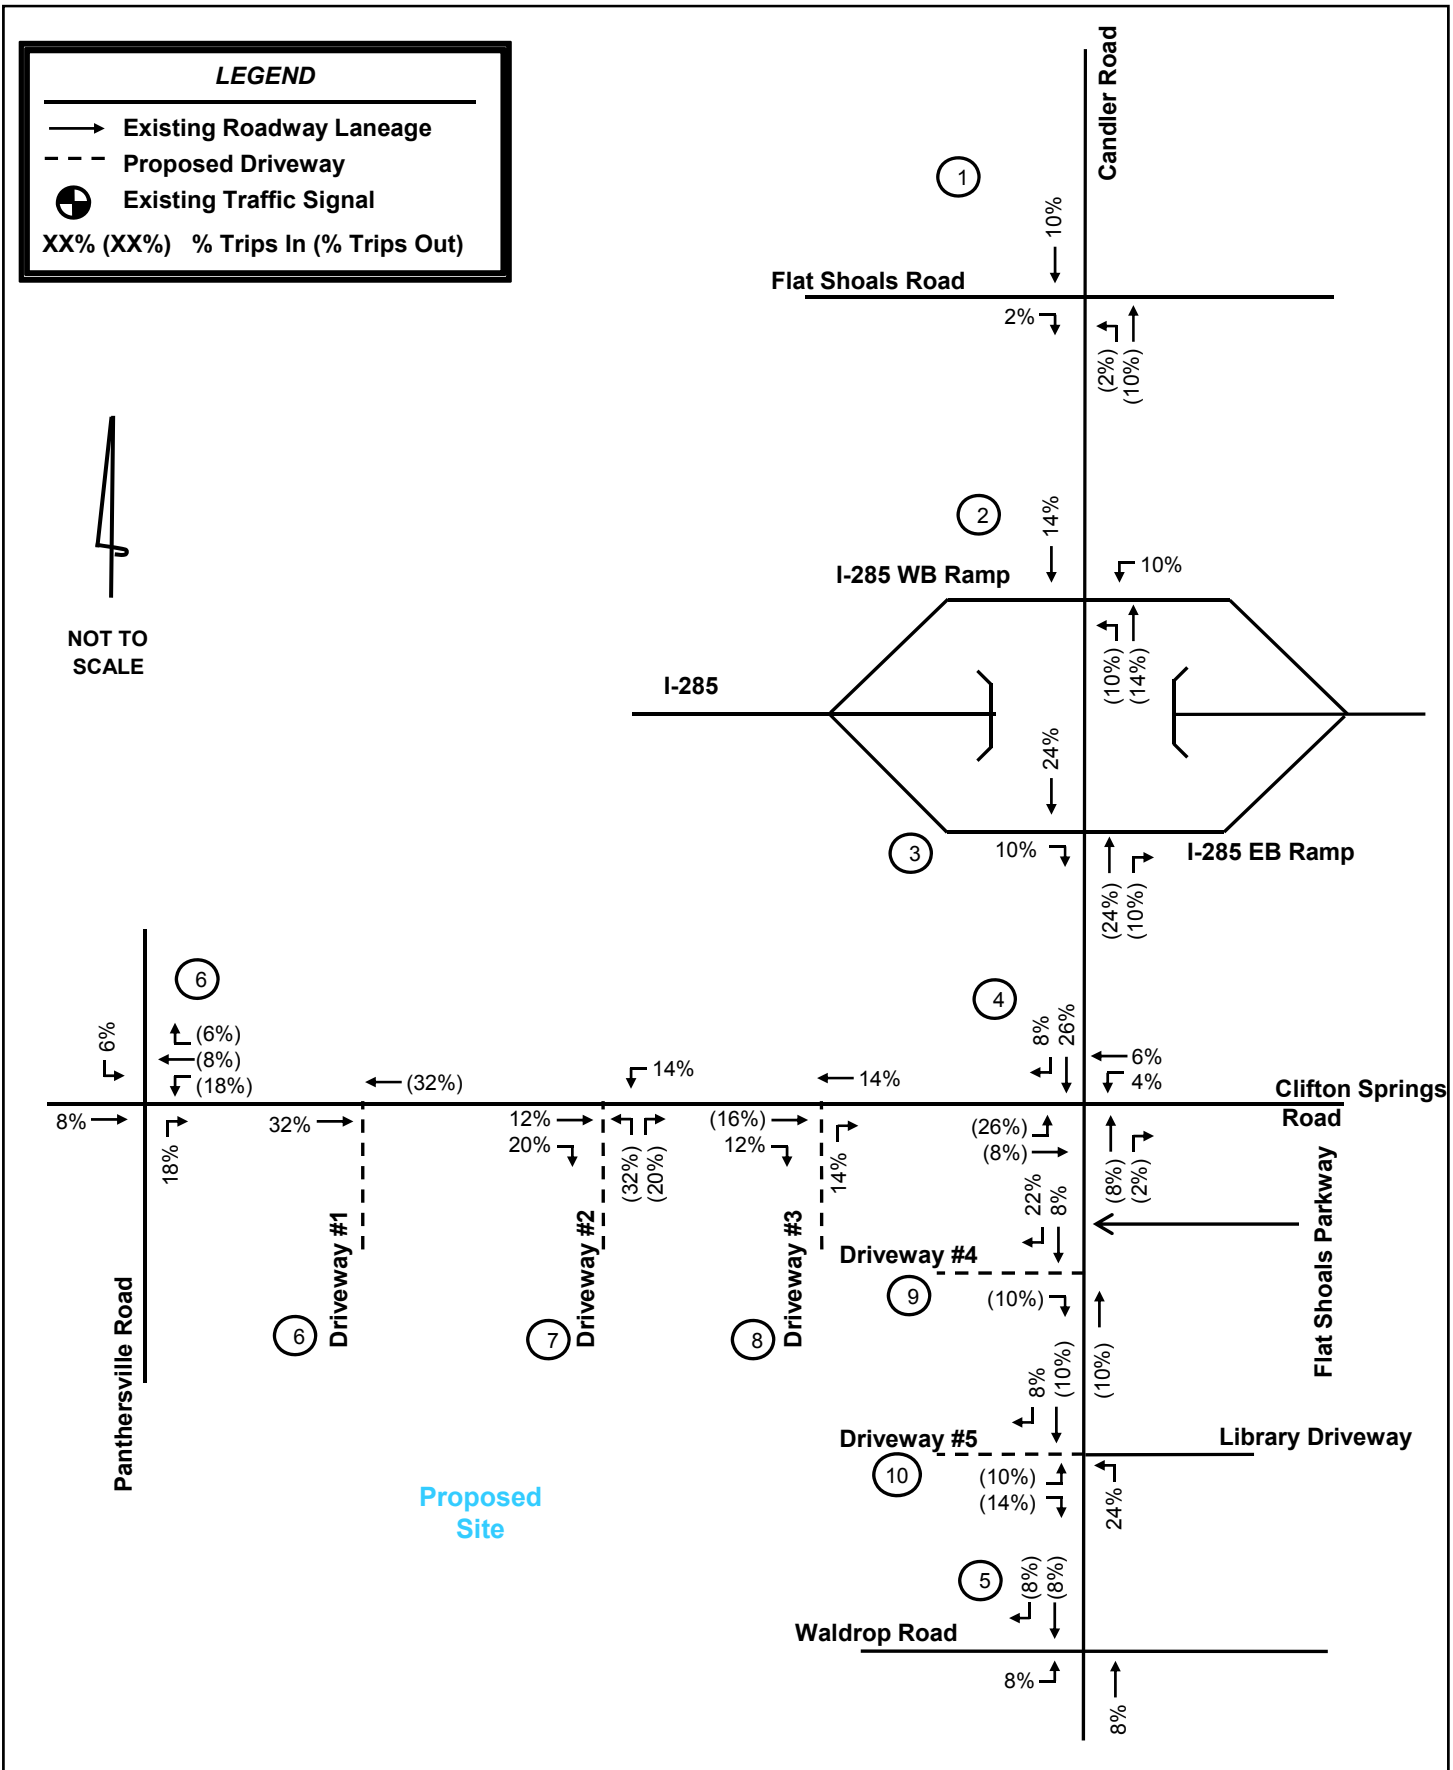 LEGEND
Existing Roadway Laneage
Proposed Driveway
Existing Traffic Signal
XX% (XX%) % Trips In (% Trips Out)
Candler Road
1
10%
Flat Shoals Road
2%
(2%)
(10%)
NOT TO
SCALE
2
14%
I-285 WB Ramp
10%
(10%)
(14%)
I-285
24%
3
10%
I-285 EB Ramp
(24%)
(10%)
6
4
6%
(6%)
(8%)
(18%)
(32%)
14%
14%
8%
26%
6%
4%
Clifton Springs
Road
8%
18%
32%
12%
20%
(32%)
(20%)
(16%)
12%
14%
(26%)
(8%)
(8%)
(2%)
22%
8%
Flat Shoals Parkway
Driveway #1
Driveway #2
Driveway #3
Driveway #4
9
(10%)
6
7
8
Panthersville Road
8%
(10%)
(10%)
Driveway #5
Library Driveway
10
(10%)
(14%)
24%
Proposed
Site
5
(8%)
(8%)
Waldrop Road
8%
8%